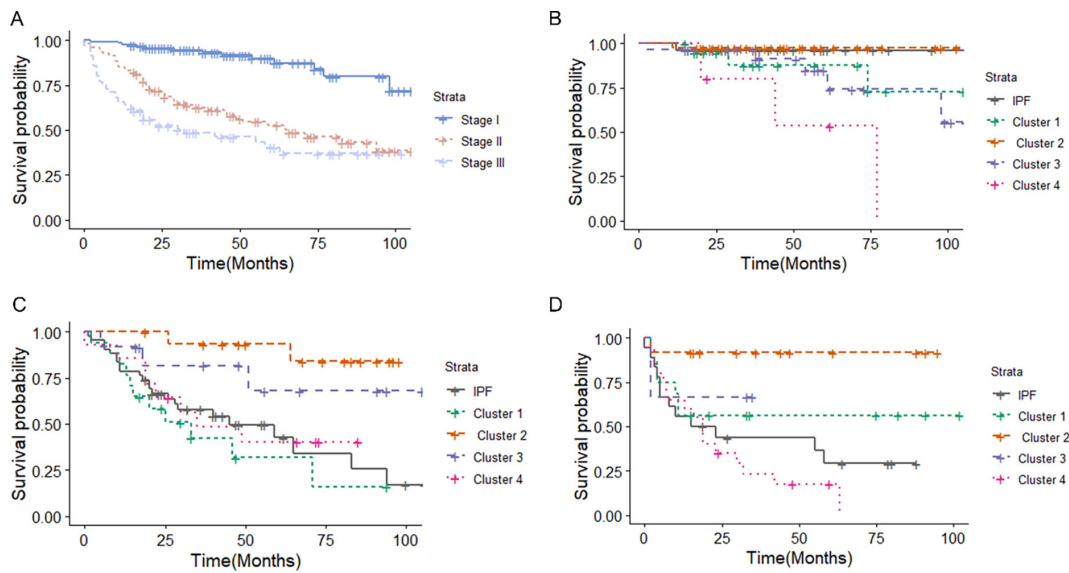 A
Survival probability
1.00
0.75
0.50
0.25
0.00
0 25 50 75 100
Time(Months)
Strata
Stage I
Stage II
Stage III
B
Survival probability
1.00
0.75
0.50
0.25
0.00
0 25 50 75 100
Time(Months)
Strata
IPF
Cluster 1
Cluster 2
Cluster 3
Cluster 4
C
Survival probability
1.00
0.75
0.50
0.25
0.00
0 25 50 75 100
Time(Months)
Strata
IPF
Cluster 1
Cluster 2
Cluster 3
Cluster 4
D
Survival probability
1.00
0.75
0.50
0.25
0.00
0 25 50 75 100
Time(Months)
Strata
IPF
Cluster 1
Cluster 2
Cluster 3
Cluster 4